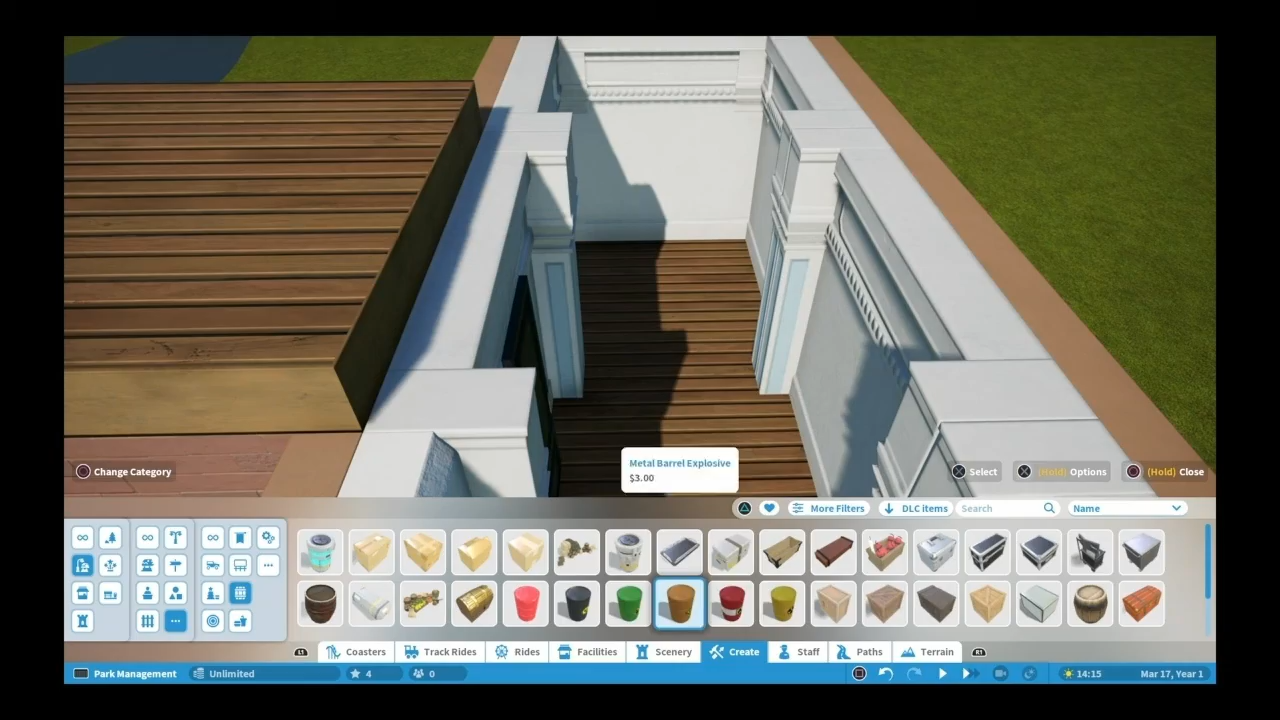 Metal Barrel Explosive
$3.00
Change Category
Select
(Hold) Options
(Hold) Close
More Filters
DLC items
Search
Name
L1
Coasters
Track Rides
Rides
Facilities
Scenery
Create
Staff
Paths
Terrain
R1
Park Management
Unlimited
4
0
14:15
Mar 17, Year 1